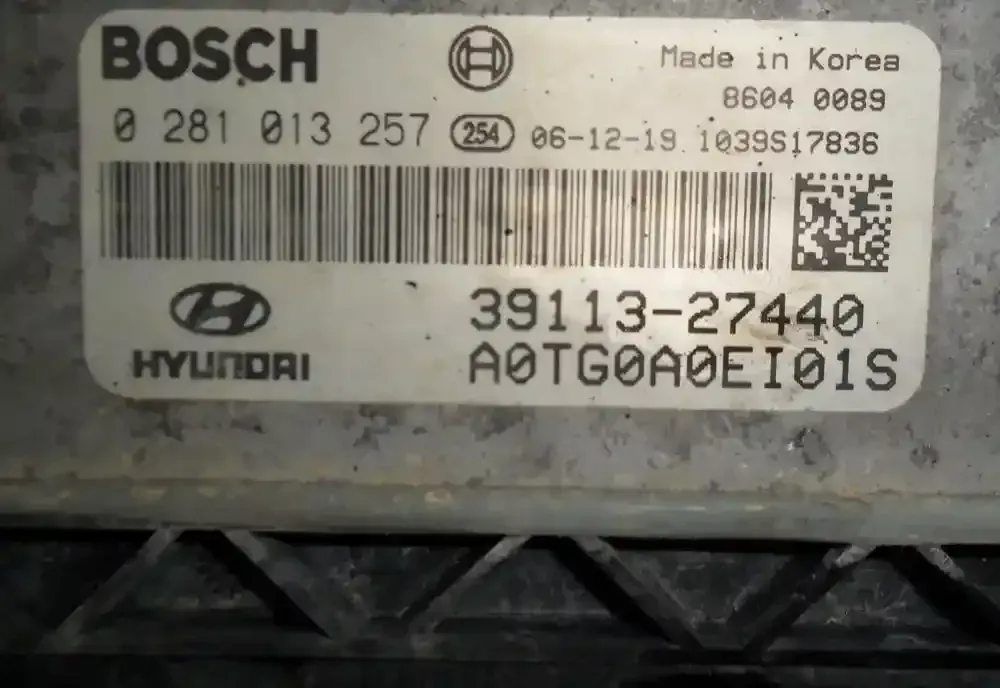 BOSCH
Made in Korea
8604 0089
0 281 013 257 254 06-12-19 1039S17836
HYUNDAI
39113-27440
A0TG0A0EI01S